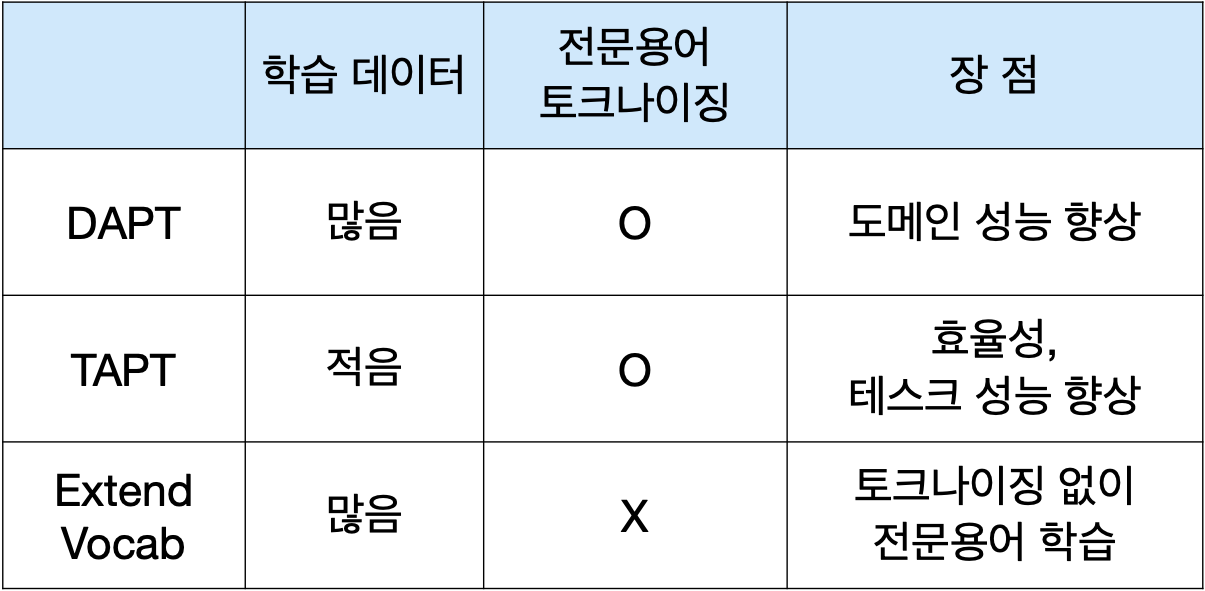 학습 데이터
전문용어
토크나이징
장 점
DAPT
많음
O
도메인 성능 향상
TAPT
적음
O
효율성,
테스크 성능 향상
Extend
Vocab
많음
X
토크나이징 없이
전문용어 학습